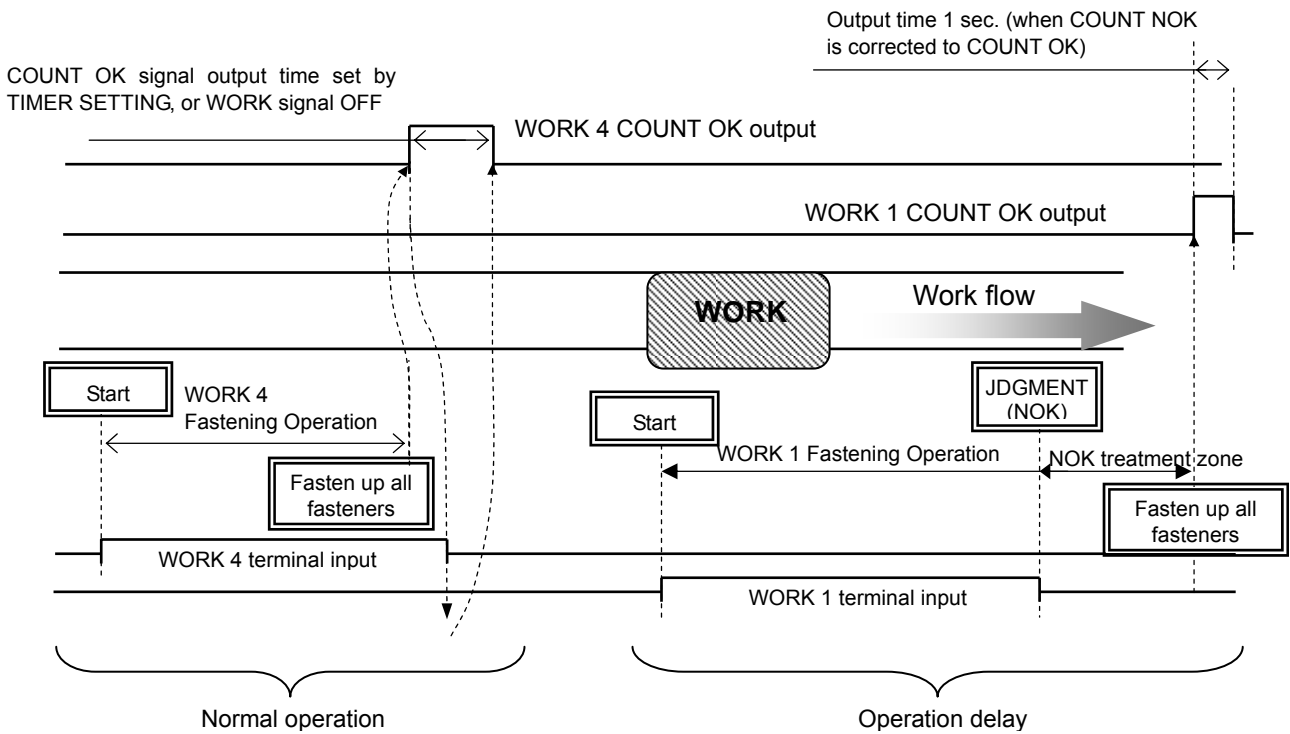 Output time 1 sec. (when COUNT NOK
is corrected to COUNT OK)
COUNT OK signal output time set by
TIMER SETTING, or WORK signal OFF
WORK 4 COUNT OK output
WORK 1 COUNT OK output
WORK
Work flow
Start
WORK 4
Fastening Operation
Start
JDGMENT
(NOK)
WORK 1 Fastening Operation
NOK treatment zone
Fasten up all
fasteners
Fasten up all
fasteners
WORK 4 terminal input
WORK 1 terminal input
Normal operation
Operation delay